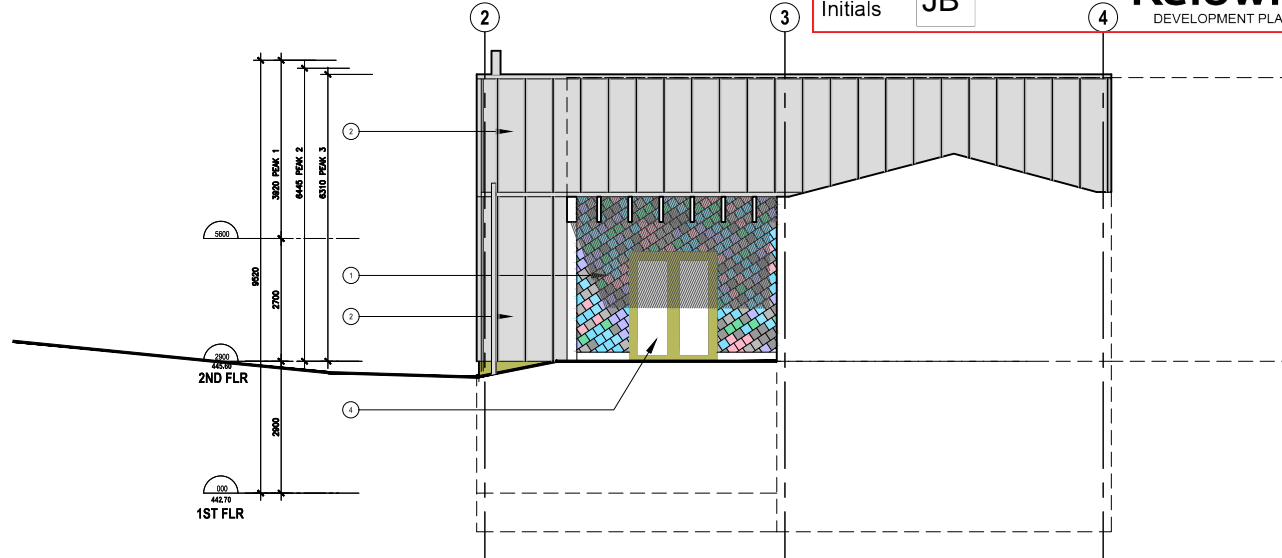 Initials JB
DEVELOPMENT PLA
2 3 4
3920 PEAK 1
6445 PEAK 2
6310 PEAK 3
2
5600
9520
2700
1
2
2900
445.60
2ND FLR
4
2900
000
442.70
1ST FLR